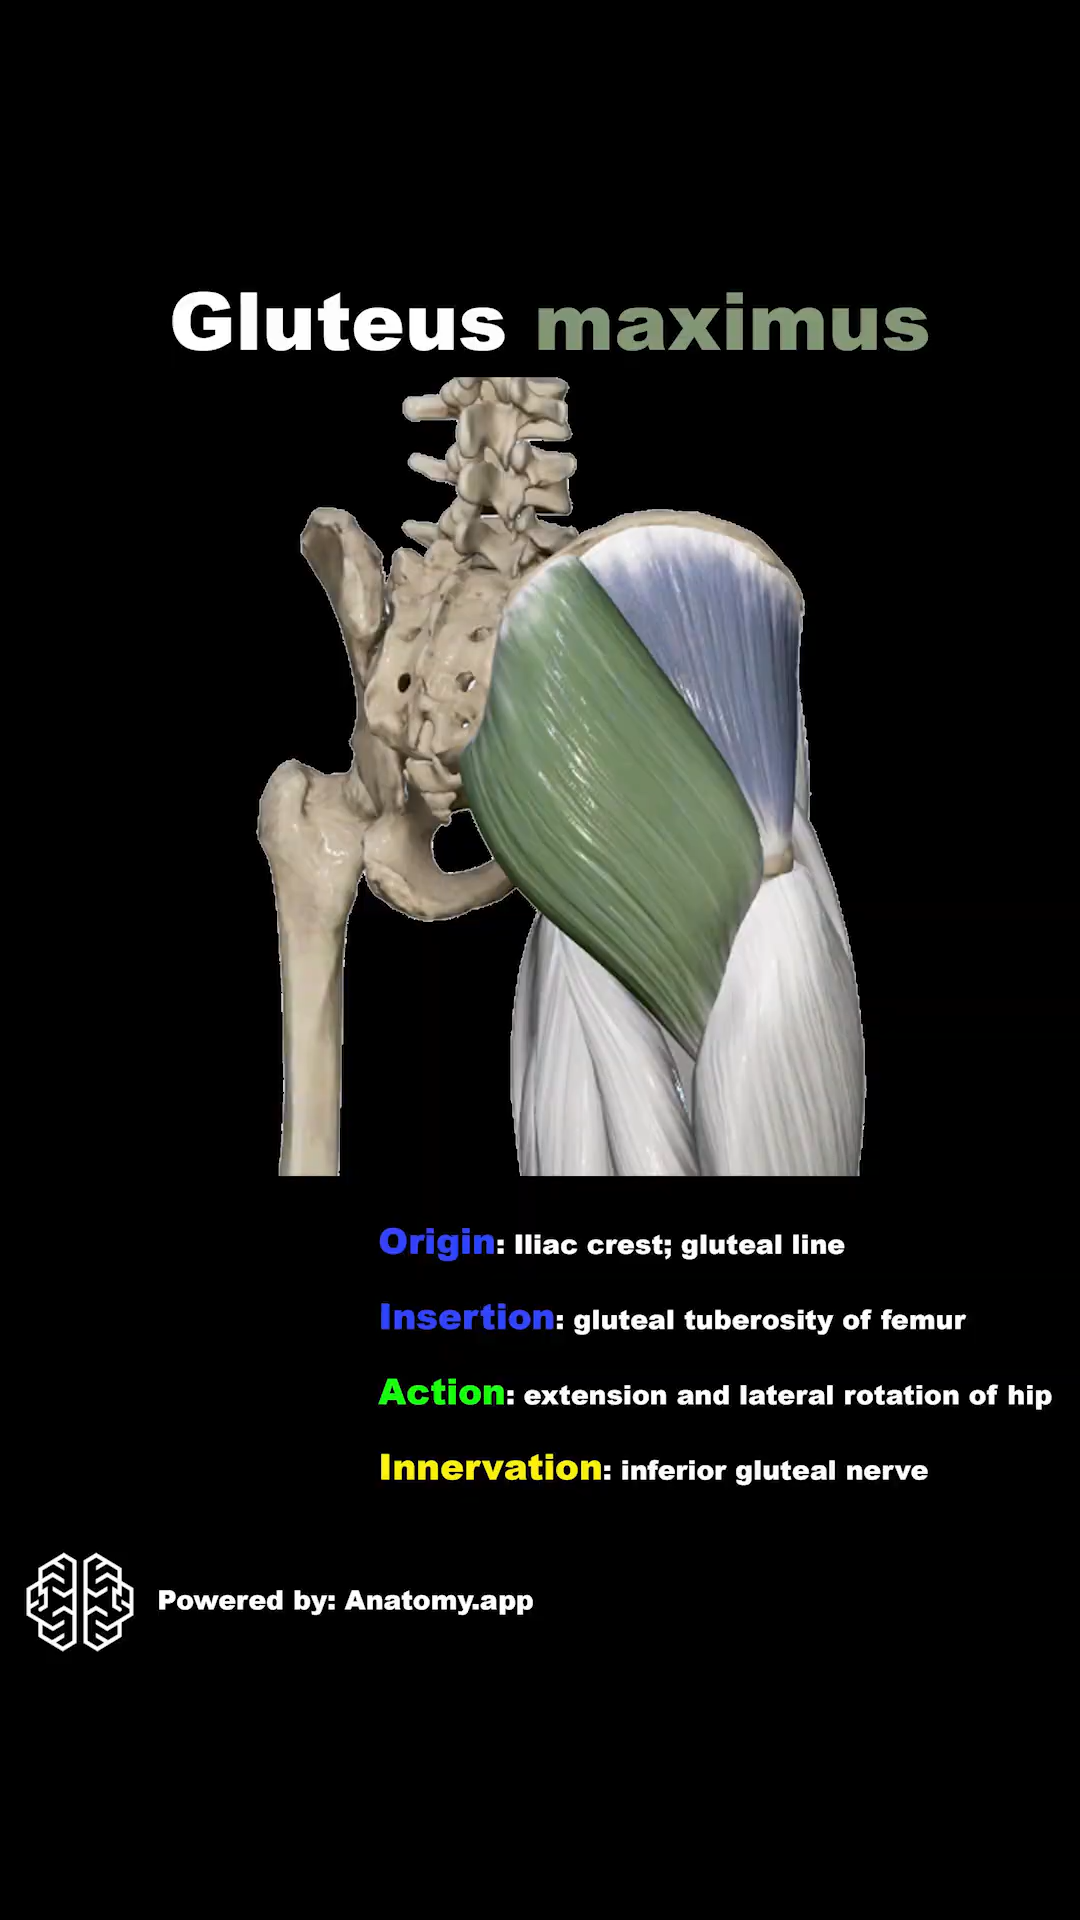 Gluteus maximus
Origin: Iliac crest; gluteal line
Insertion: gluteal tuberosity of femur
Action: extension and lateral rotation of hip
Innervation: inferior gluteal nerve
Powered by: Anatomy.app